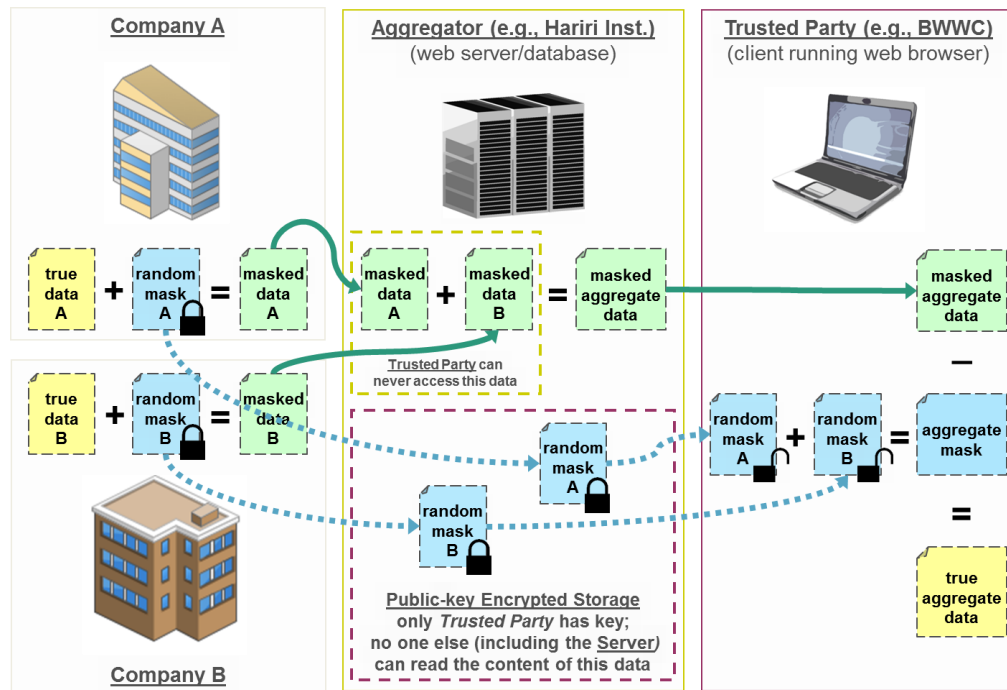 Company A
true
data
A
+
random
mask
A
=
masked
data
A
true
data
B
+
random
mask
B
=
masked
data
B
Company B
Aggregator (e.g., Hariri Inst.)
(web server/database)
masked
data
A
+
masked
data
B
=
masked
aggregate
data
Trusted Party can
never access this data
random
mask
A
random
mask
B
Public-key Encrypted Storage
only Trusted Party has key;
no one else (including the Server)
can read the content of this data
Trusted Party (e.g., BWWC)
(client running web browser)
masked
aggregate
data
–
random
mask
A
+
random
mask
B
=
aggregate
mask
=
true
aggregate
data